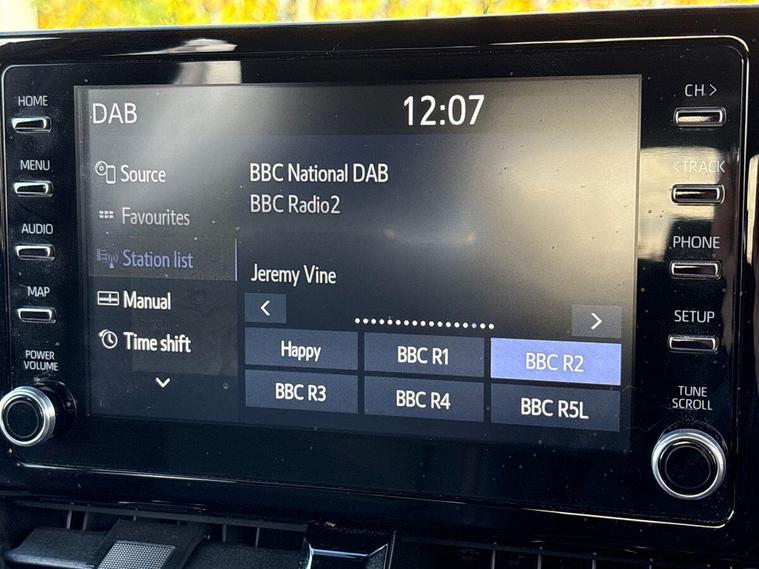 HOME
MENU
AUDIO
MAP
POWER
VOLUME
DAB
12:07
Source
Favourites
Station list
Manual
Time shift
BBC National DAB
BBC Radio2
Jeremy Vine
<
>
Happy
BBC R1
BBC R2
BBC R3
BBC R4
BBC R5L
CH >
< TRACK
PHONE
SETUP
TUNE
SCROLL